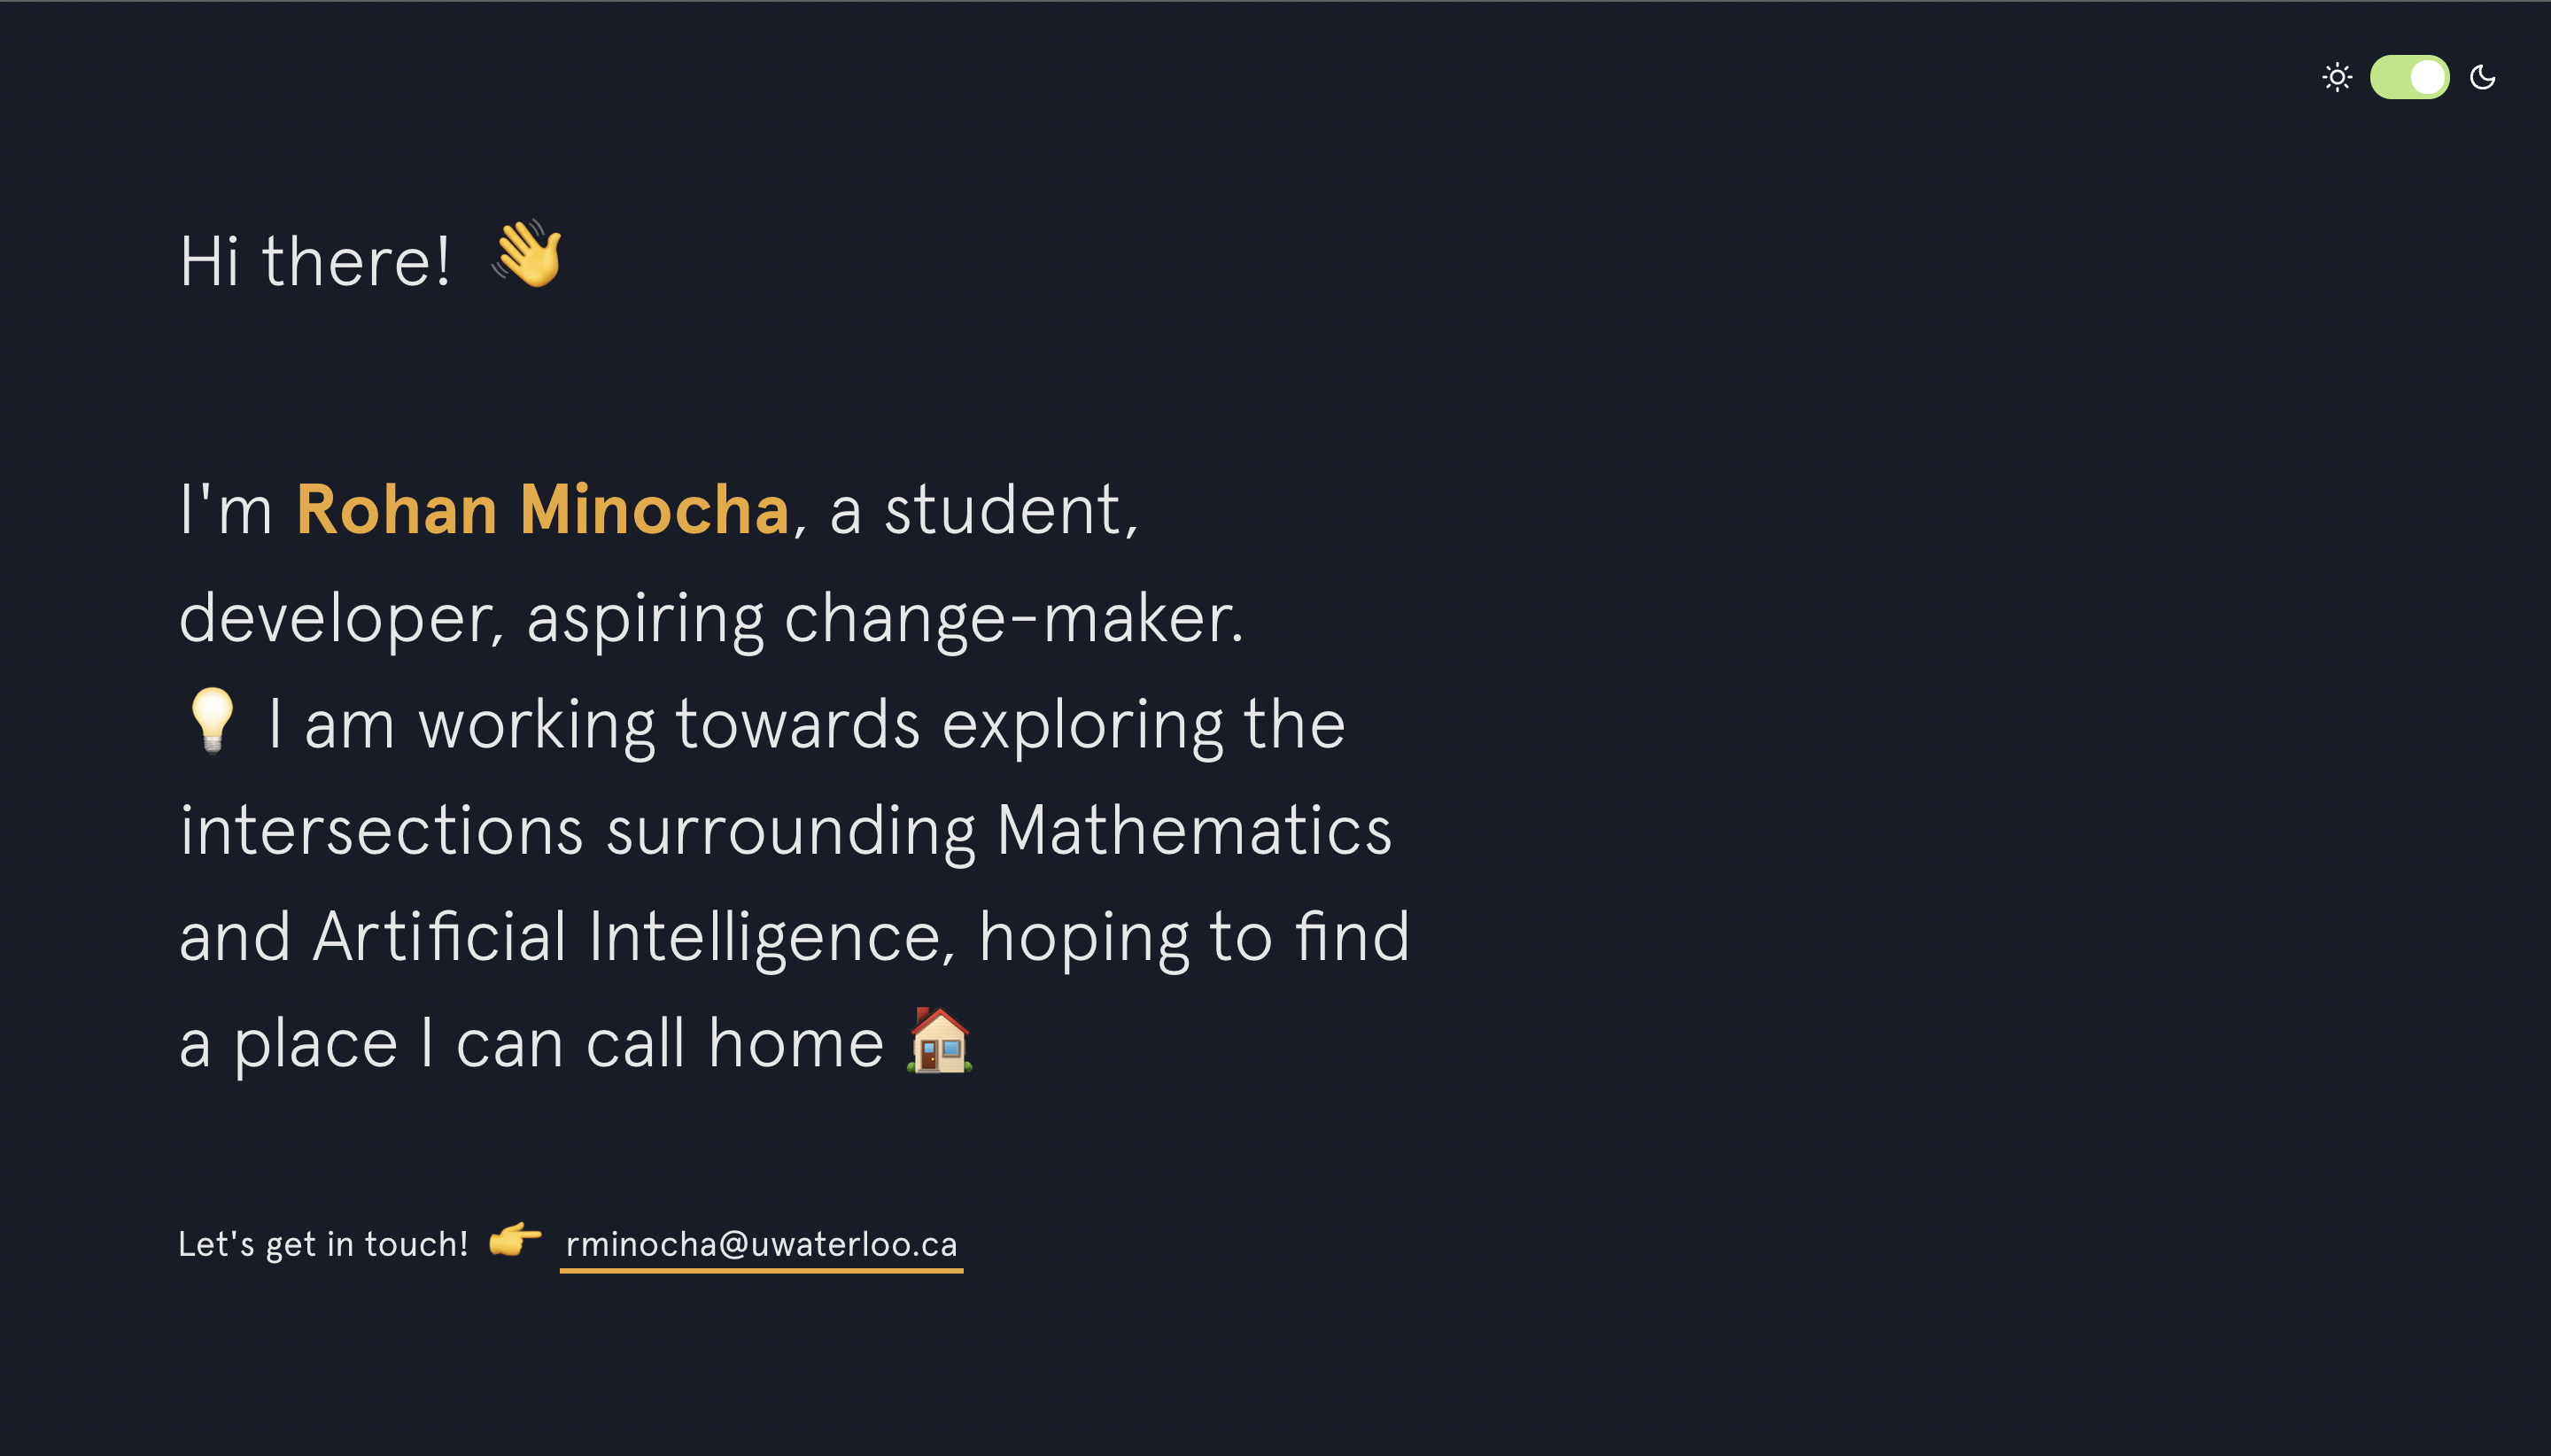 Hi there! 👋
I'm Rohan Minocha, a student,
developer, aspiring change-maker.
💡 I am working towards exploring the
intersections surrounding Mathematics
and Artificial Intelligence, hoping to find
a place I can call home 🏠
Let's get in touch! 👉 rminocha@uwaterloo.ca